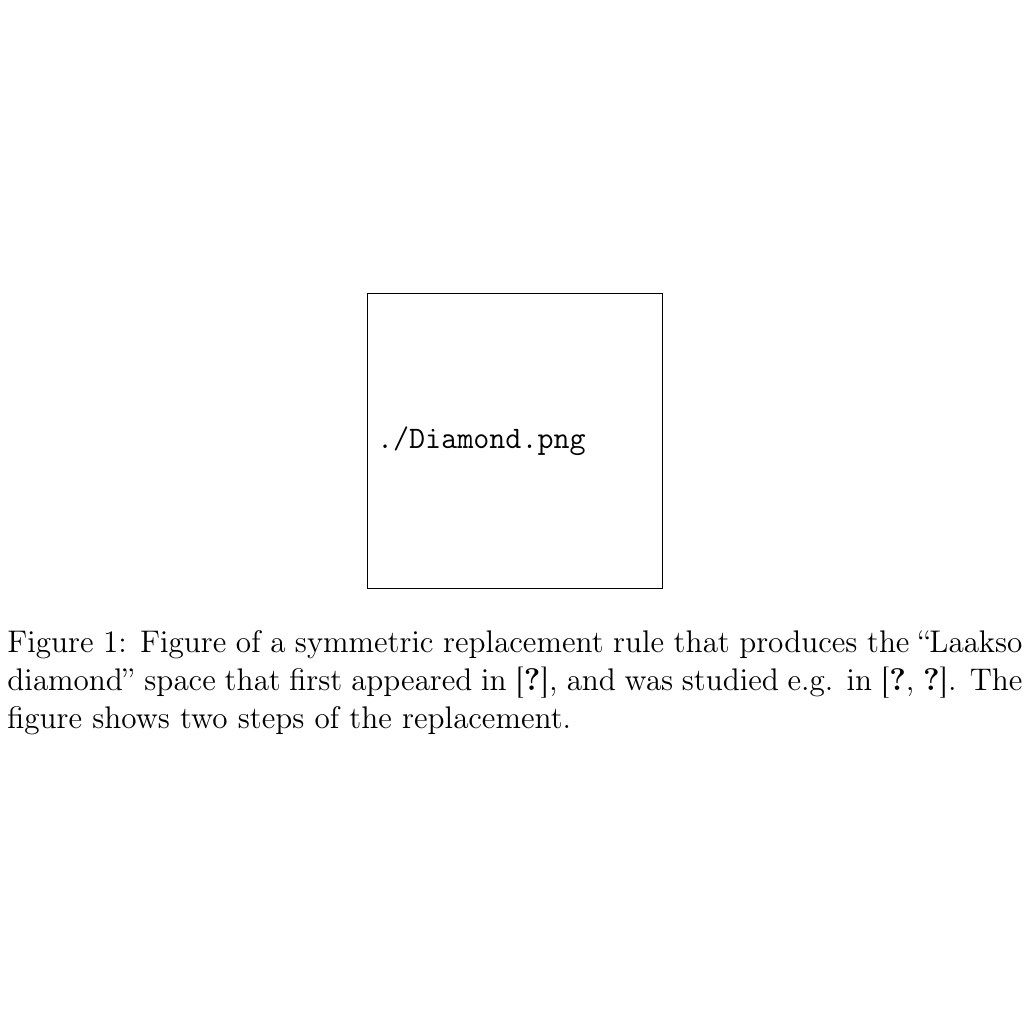 ./Diamond.png
Figure 1: Figure of a symmetric replacement rule that produces the “Laakso
diamond” space that first appeared in [?], and was studied e.g. in [?, ?]. The
figure shows two steps of the replacement.